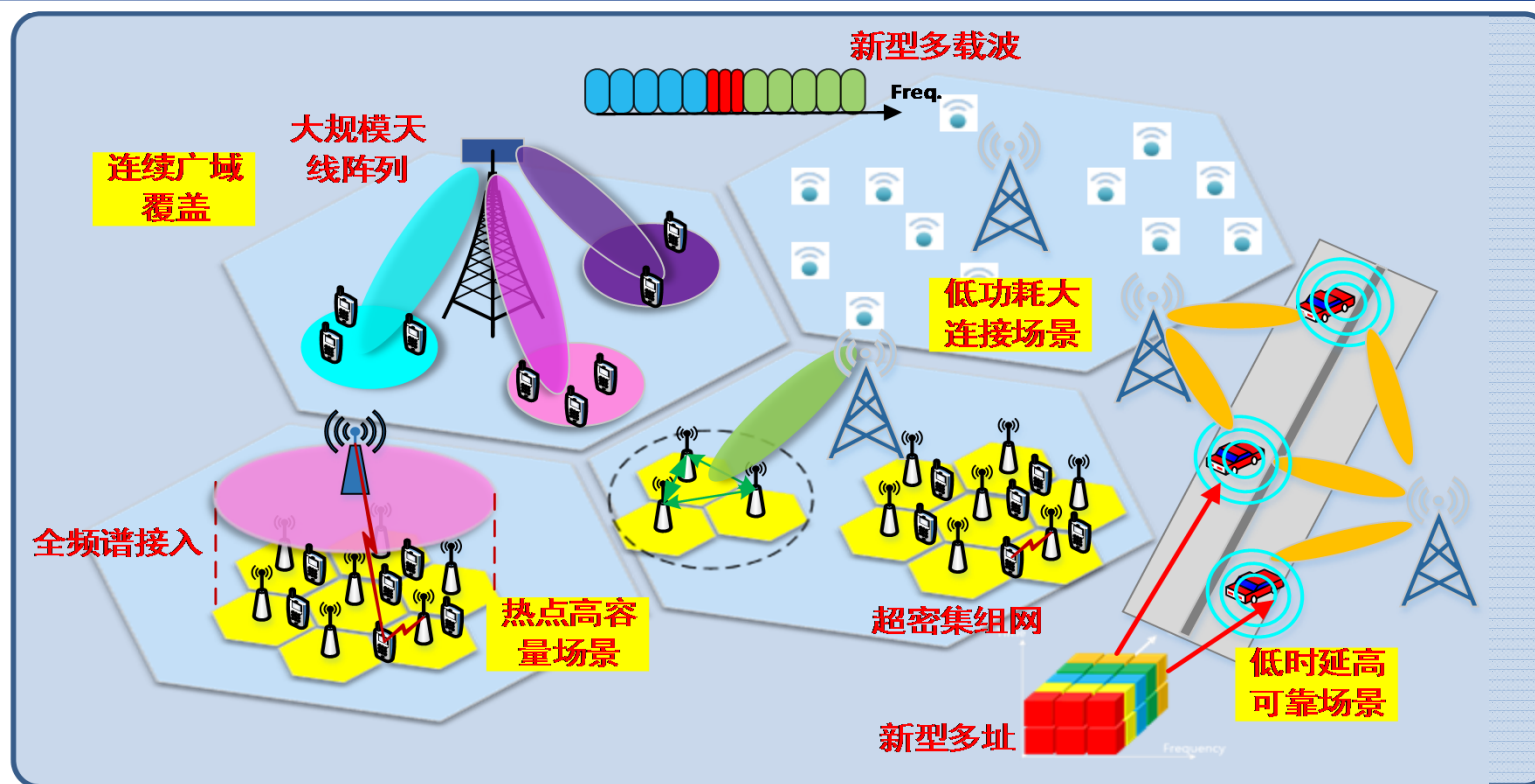 新型多载波
Freq.
大规模天
线阵列
连续广域
覆盖
低功耗大
连接场景
全频谱接入
热点高容
量场景
超密集组网
低时延高
可靠场景
新型多址
Frequency